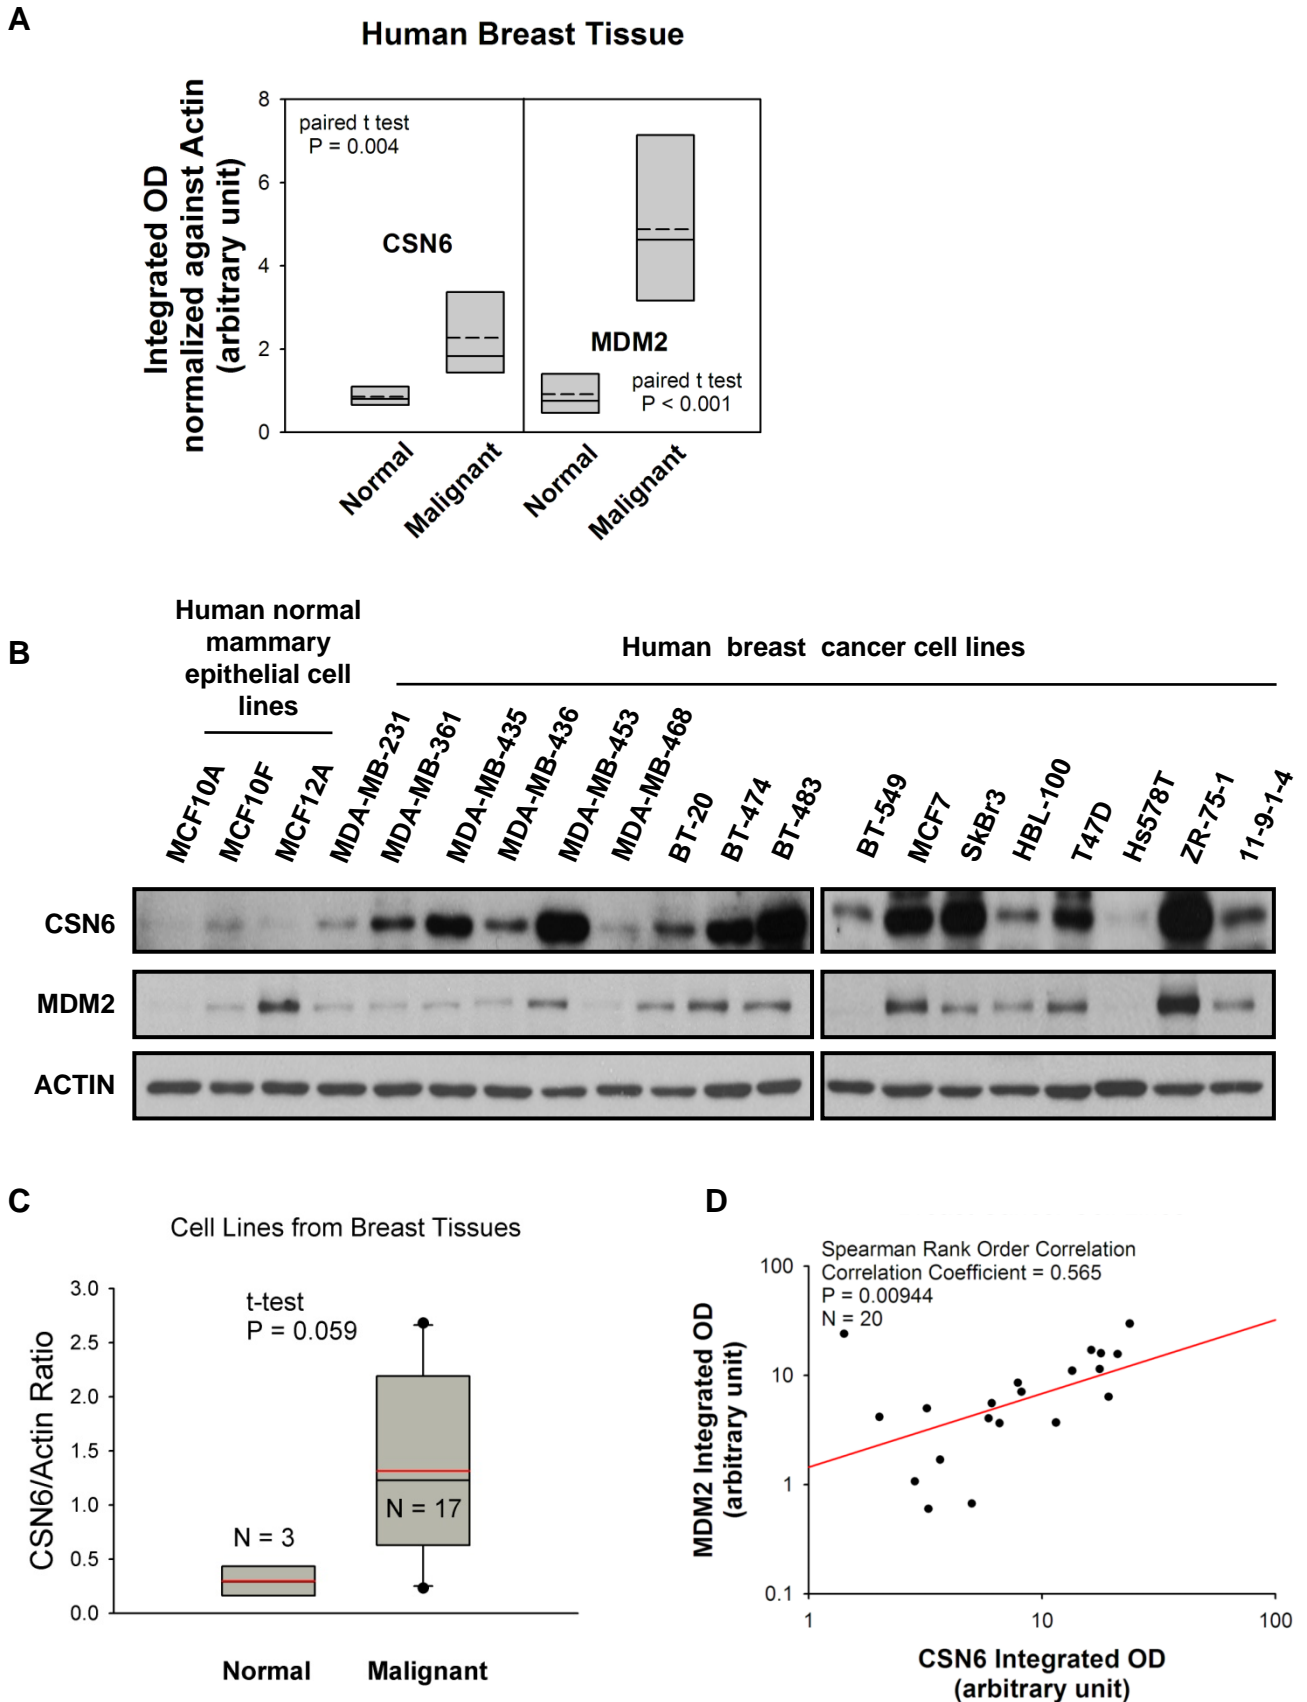 A
Human Breast Tissue
Integrated OD
normalized against Actin
(arbitrary unit)
8
6
4
2
0
paired t test
P = 0.004
CSN6
MDM2
paired t test
P < 0.001
Normal
Malignant
Normal
Malignant
B
Human normal
mammary
epithelial cell
lines
Human breast cancer cell lines
MCF10A
MCF10F
MCF12A
MDA-MB-231
MDA-MB-361
MDA-MB-435
MDA-MB-436
MDA-MB-453
MDA-MB-468
BT-20
BT-474
BT-483
BT-549
MCF7
SkBr3
HBL-100
T47D
Hs578T
ZR-75-1
11-9-1-4
CSN6
MDM2
ACTIN
C
Cell Lines from Breast Tissues
CSN6/Actin Ratio
3.0
2.5
2.0
1.5
1.0
0.5
0.0
t-test
P = 0.059
N = 3
N = 17
Normal
Malignant
D
Spearman Rank Order Correlation
Correlation Coefficient = 0.565
P = 0.00944
N = 20
MDM2 Integrated OD
(arbitrary unit)
100
10
1
0.1
1
10
100
CSN6 Integrated OD
(arbitrary unit)